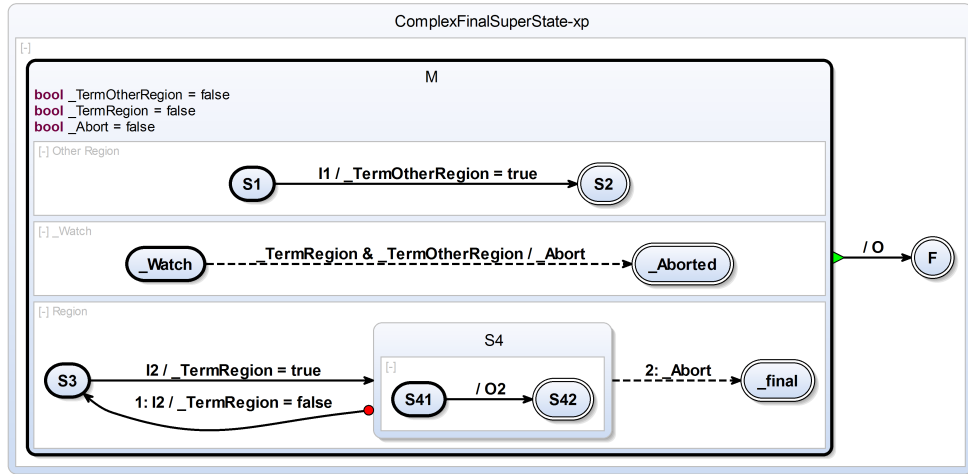 ComplexFinalSuperState-xp
[-]
M
bool _TermOtherRegion = false
bool _TermRegion = false
bool _Abort = false
[-] Other Region
S1
I1 / _TermOtherRegion = true
S2
[-] _Watch
_Watch
_TermRegion & _TermOtherRegion / _Abort
_Aborted
/ O
F
[-] Region
S3
I2 / _TermRegion = true
1: I2 / _TermRegion = false
S4
[-]
S41
/ O2
S42
2: _Abort
_final